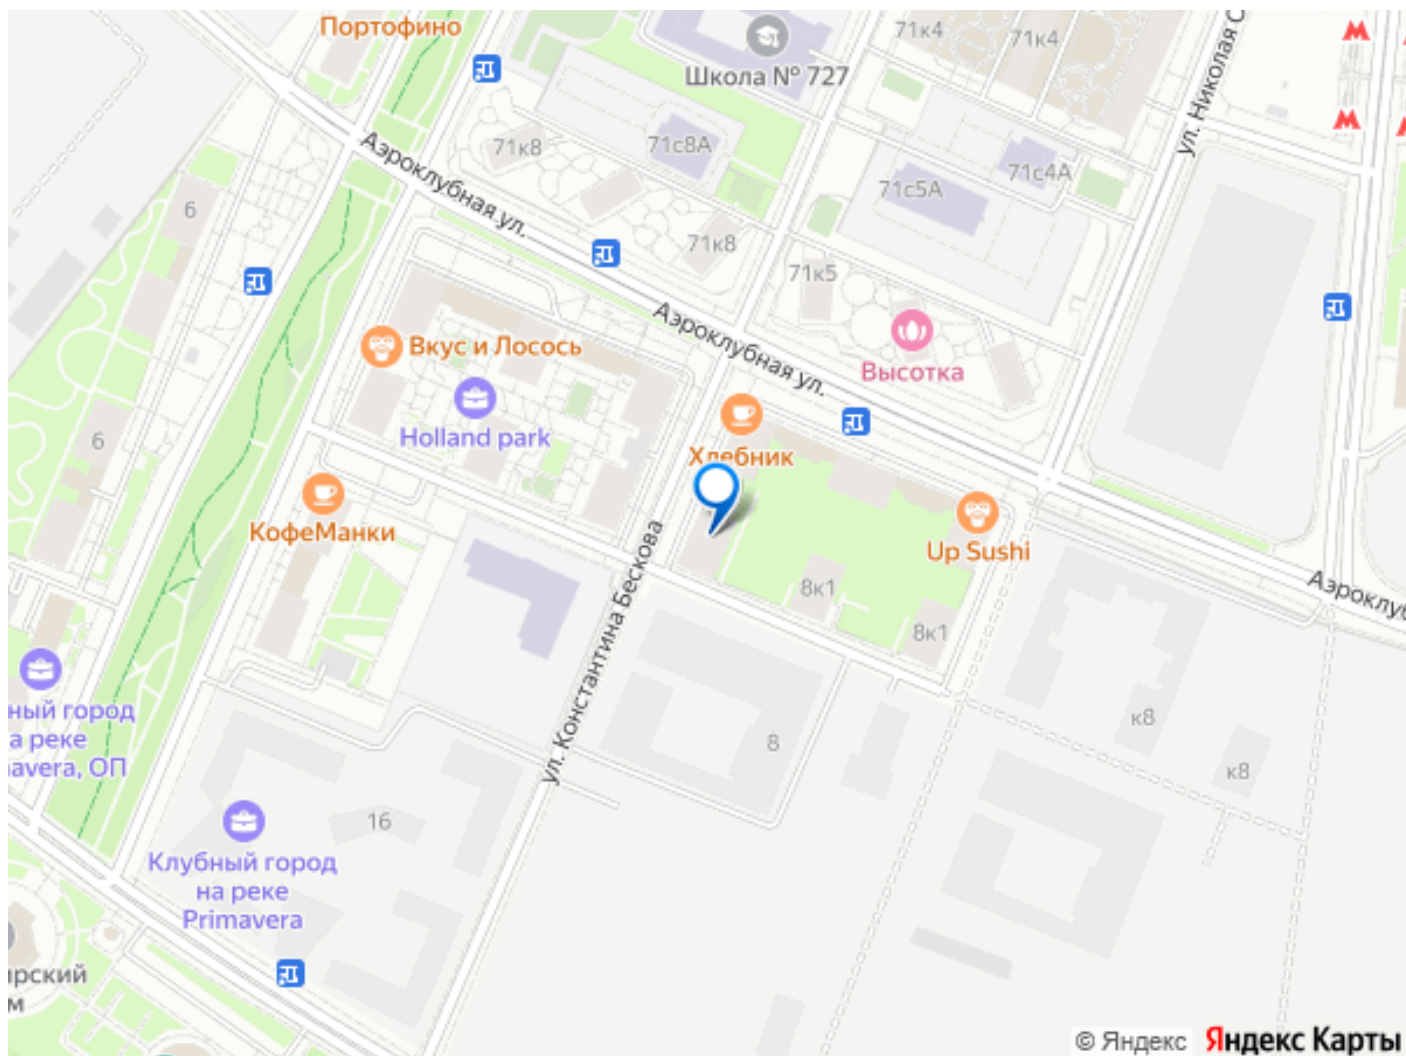 Портофино
Школа № 727
71к4
71к4
ул. Николая С
71к8
71с8А
71с5А
71с4А
Аэроклубная ул.
6
71к8
71к5
Аэроклубная ул.
Высотка
Вкус и Лосось
Holland park
6
Хлебник
КофеМанки
Up Sushi
ул. Константина Бескова
8к1
8к1
Аэроклуб
ный город
а реке
navera, ОП
8
к8
к8
16
Клубный город
на реке
Primavera
ирский
м
© Яндекс Яндекс Карты